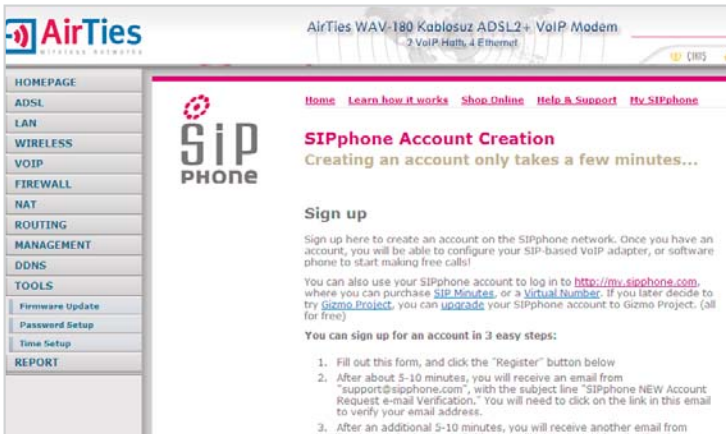 AirTies
Wireless Networks
AirTies WAV-180 Kablosuz ADSL2+ VoIP Modem
2 VoIP Hattı, 4 Ethernet
ÇIKIŞ
HOMEPAGE
ADSL
LAN
WIRELESS
VOIP
FIREWALL
NAT
ROUTING
MANAGEMENT
DDNS
TOOLS
Firmware Update
Password Setup
Time Setup
REPORT
SiP
PHONE
Home Learn how it works Shop Online Help & Support My SIPphone
SIPphone Account Creation
Creating an account only takes a few minutes...
Sign up
Sign up here to create an account on the SIPphone network. Once you have an
account, you will be able to configure your SIP-based VoIP adapter, or software
phone to start making free calls!
You can also use your SIPphone account to log in to http://my.sipphone.com,
where you can purchase SIP Minutes, or a Virtual Number. If you later decide to
try Gizmo Project, you can upgrade your SIPphone account to Gizmo Project. (all
for free)
You can sign up for an account in 3 easy steps:
1. Fill out this form, and click the "Register" button below
2. After about 5-10 minutes, you will receive an email from
"support@sipphone.com", with the subject line "SIPphone NEW Account
Request e-mail Verification." You will need to click on the link in this email
to verify your email address.
3. After an additional 5-10 minutes, you will receive another email from